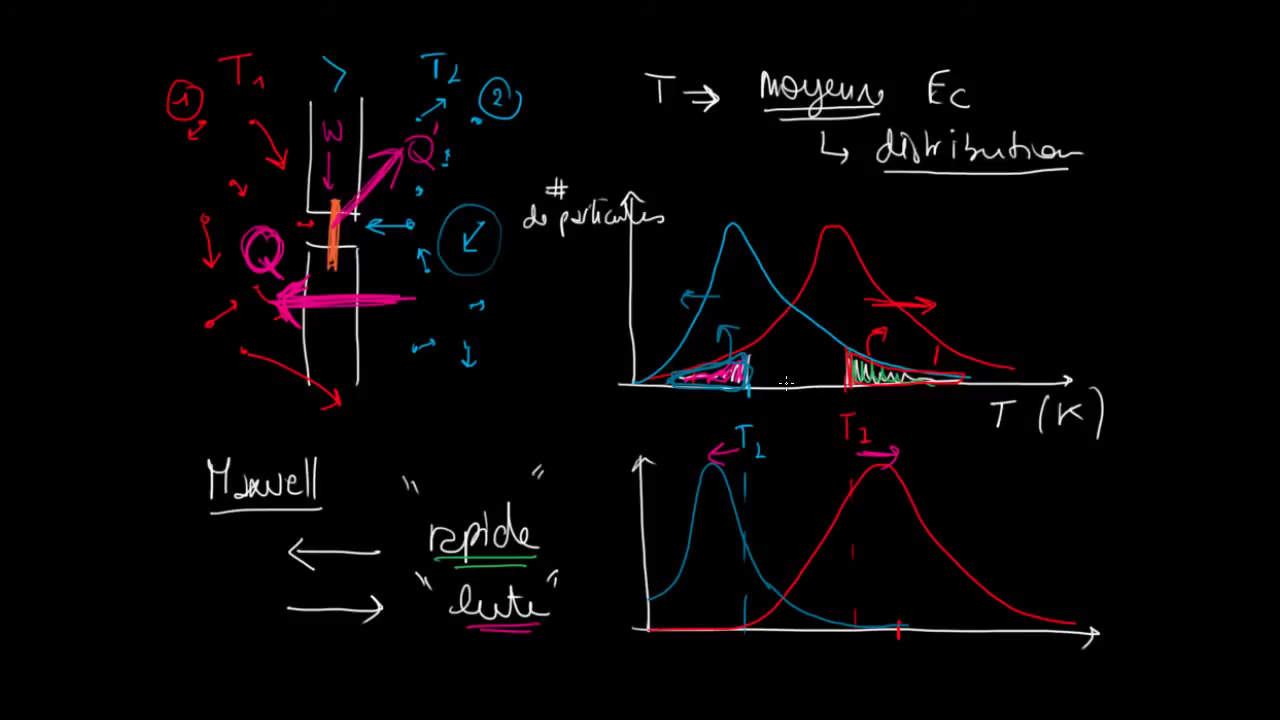 T₁ > T₂
1 2
W
Q'
Q
T → moyenne Ec
↳ distribution
#
de particules
T (K)
T₂ T₁
Maxwell
← "rapide"
→ "lente"